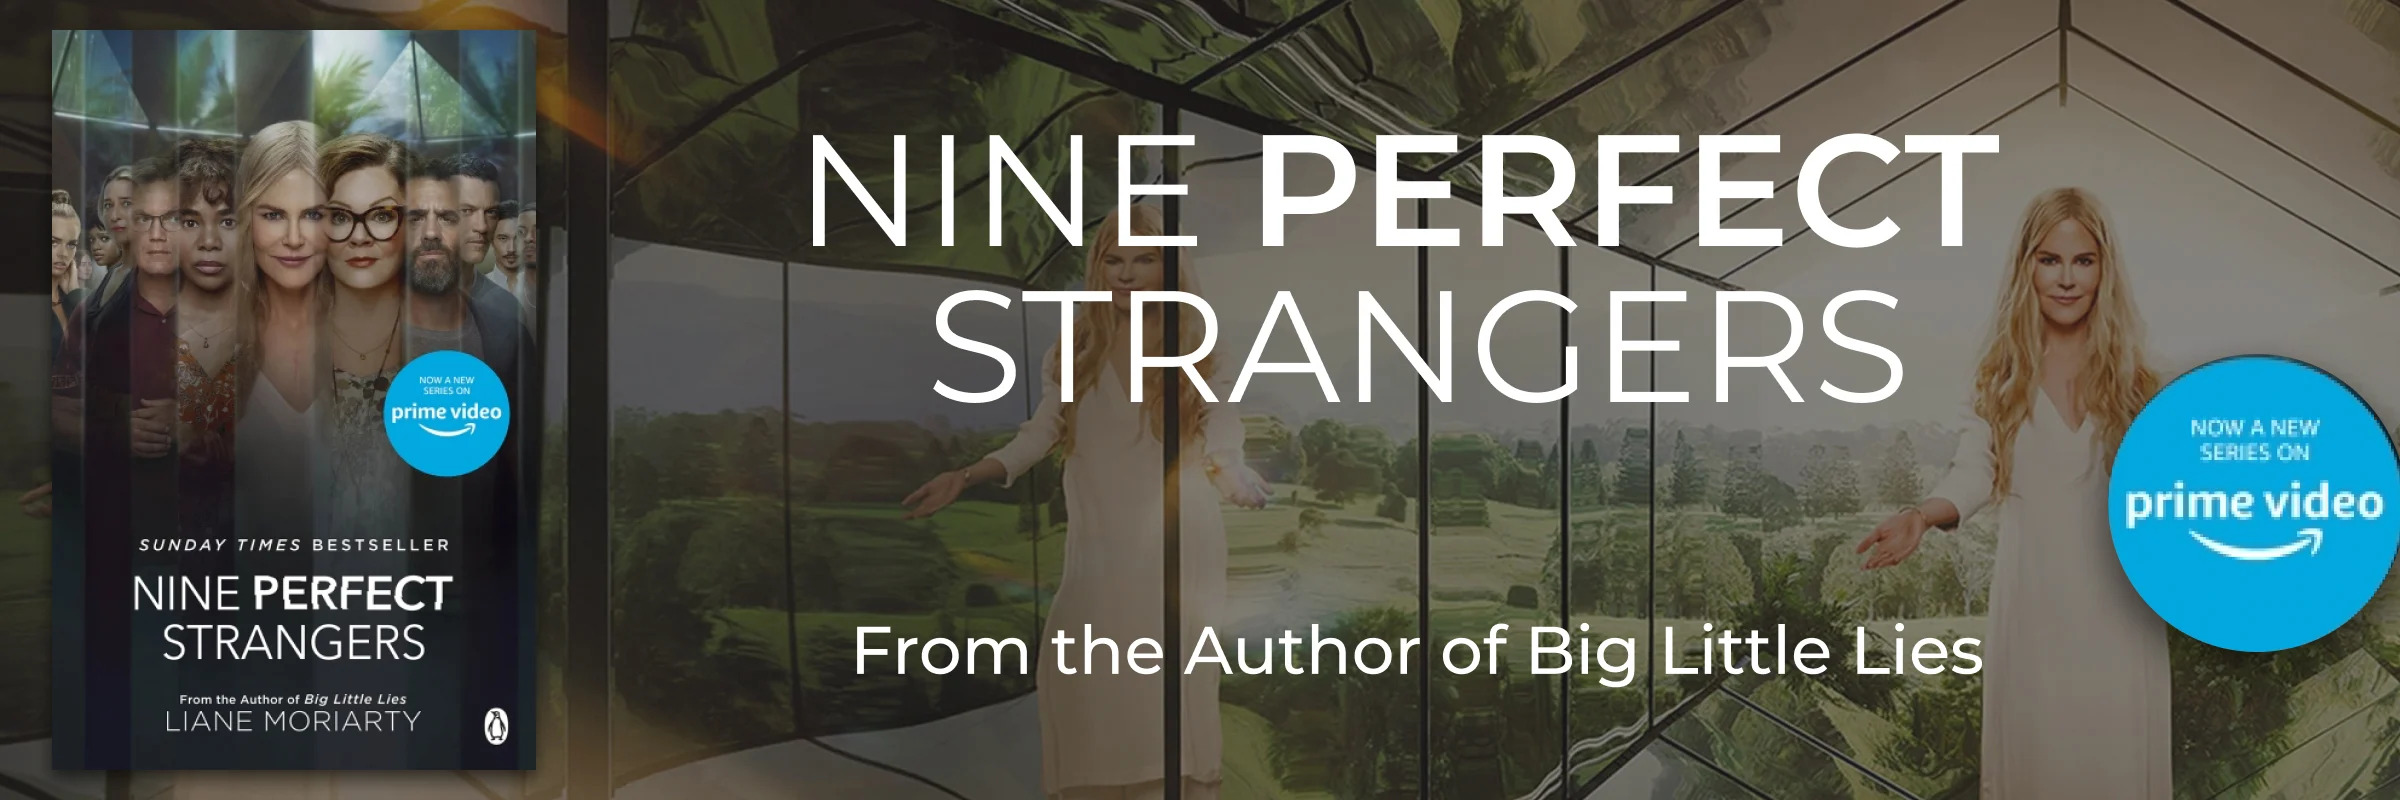 NOW A NEW
SERIES ON
prime video
SUNDAY TIMES BESTSELLER
NINE PERFECT
STRANGERS
From the Author of Big Little Lies
LIANE MORIARTY
NINE PERFECT
STRANGERS
From the Author of Big Little Lies
NOW A NEW
SERIES ON
prime video